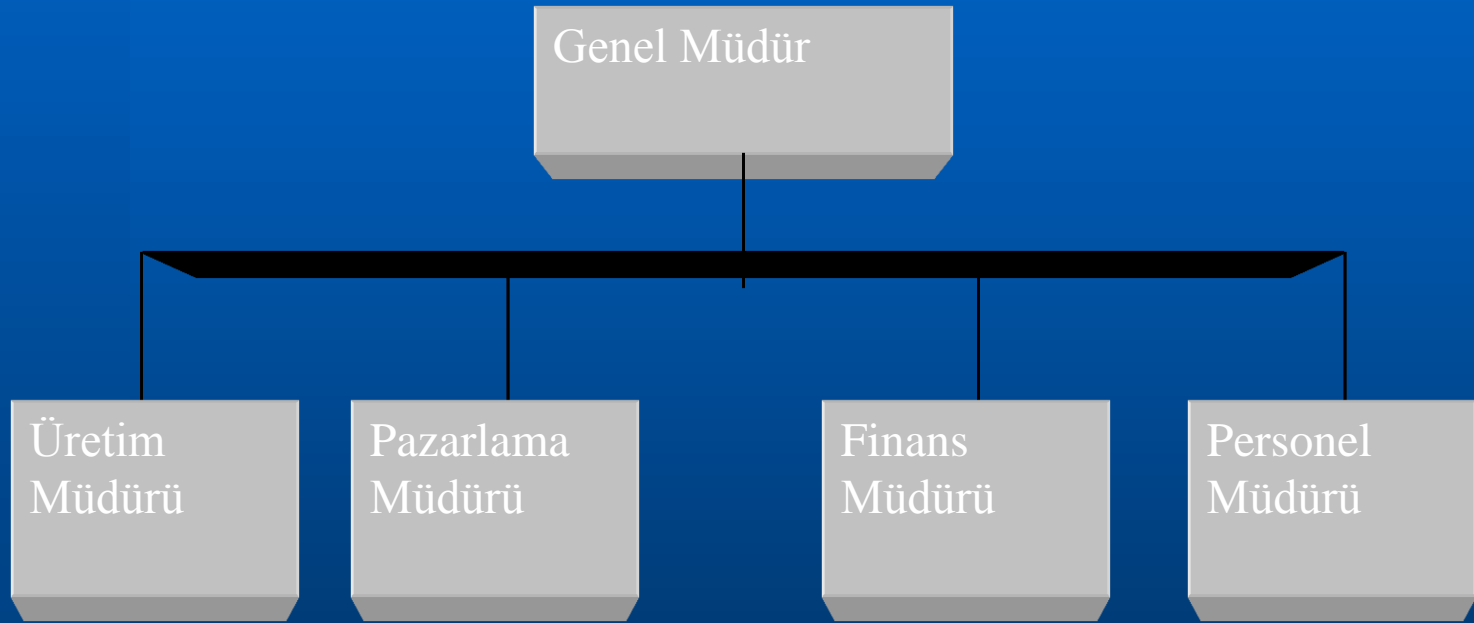 Genel Müdür
Üretim
Müdürü
Pazarlama
Müdürü
Finans
Müdürü
Personel
Müdürü